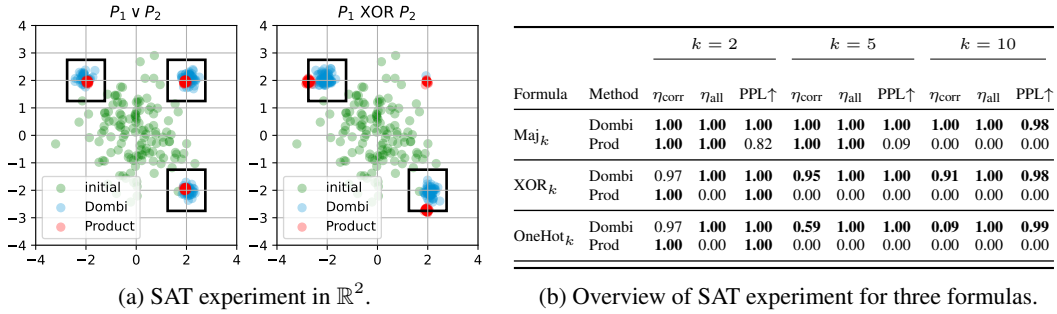 P₁ ∨ P₂
4
3
2
1
0
−1
−2
−3
−4
−4 −2 0 2 4
initial
Dombi
Product
P₁ XOR P₂
4
3
2
1
0
−1
−2
−3
−4
−4 −2 0 2 4
initial
Dombi
Product
(a) SAT experiment in ℝ².
k = 2 k = 5 k = 10
Formula Method η_corr η_all PPL↑ η_corr η_all PPL↑ η_corr η_all PPL↑
Maj_k Dombi 1.00 1.00 1.00 1.00 1.00 1.00 1.00 1.00 0.98
Prod 1.00 1.00 0.82 1.00 1.00 0.09 0.00 0.00 0.00
XOR_k Dombi 0.97 1.00 1.00 0.95 1.00 1.00 0.91 1.00 0.98
Prod 1.00 0.00 1.00 0.00 0.00 0.00 0.00 0.00 0.00
OneHot_k Dombi 0.97 1.00 1.00 0.59 1.00 1.00 0.09 1.00 0.99
Prod 1.00 0.00 1.00 0.00 0.00 0.00 0.00 0.00 0.00
(b) Overview of SAT experiment for three formulas.